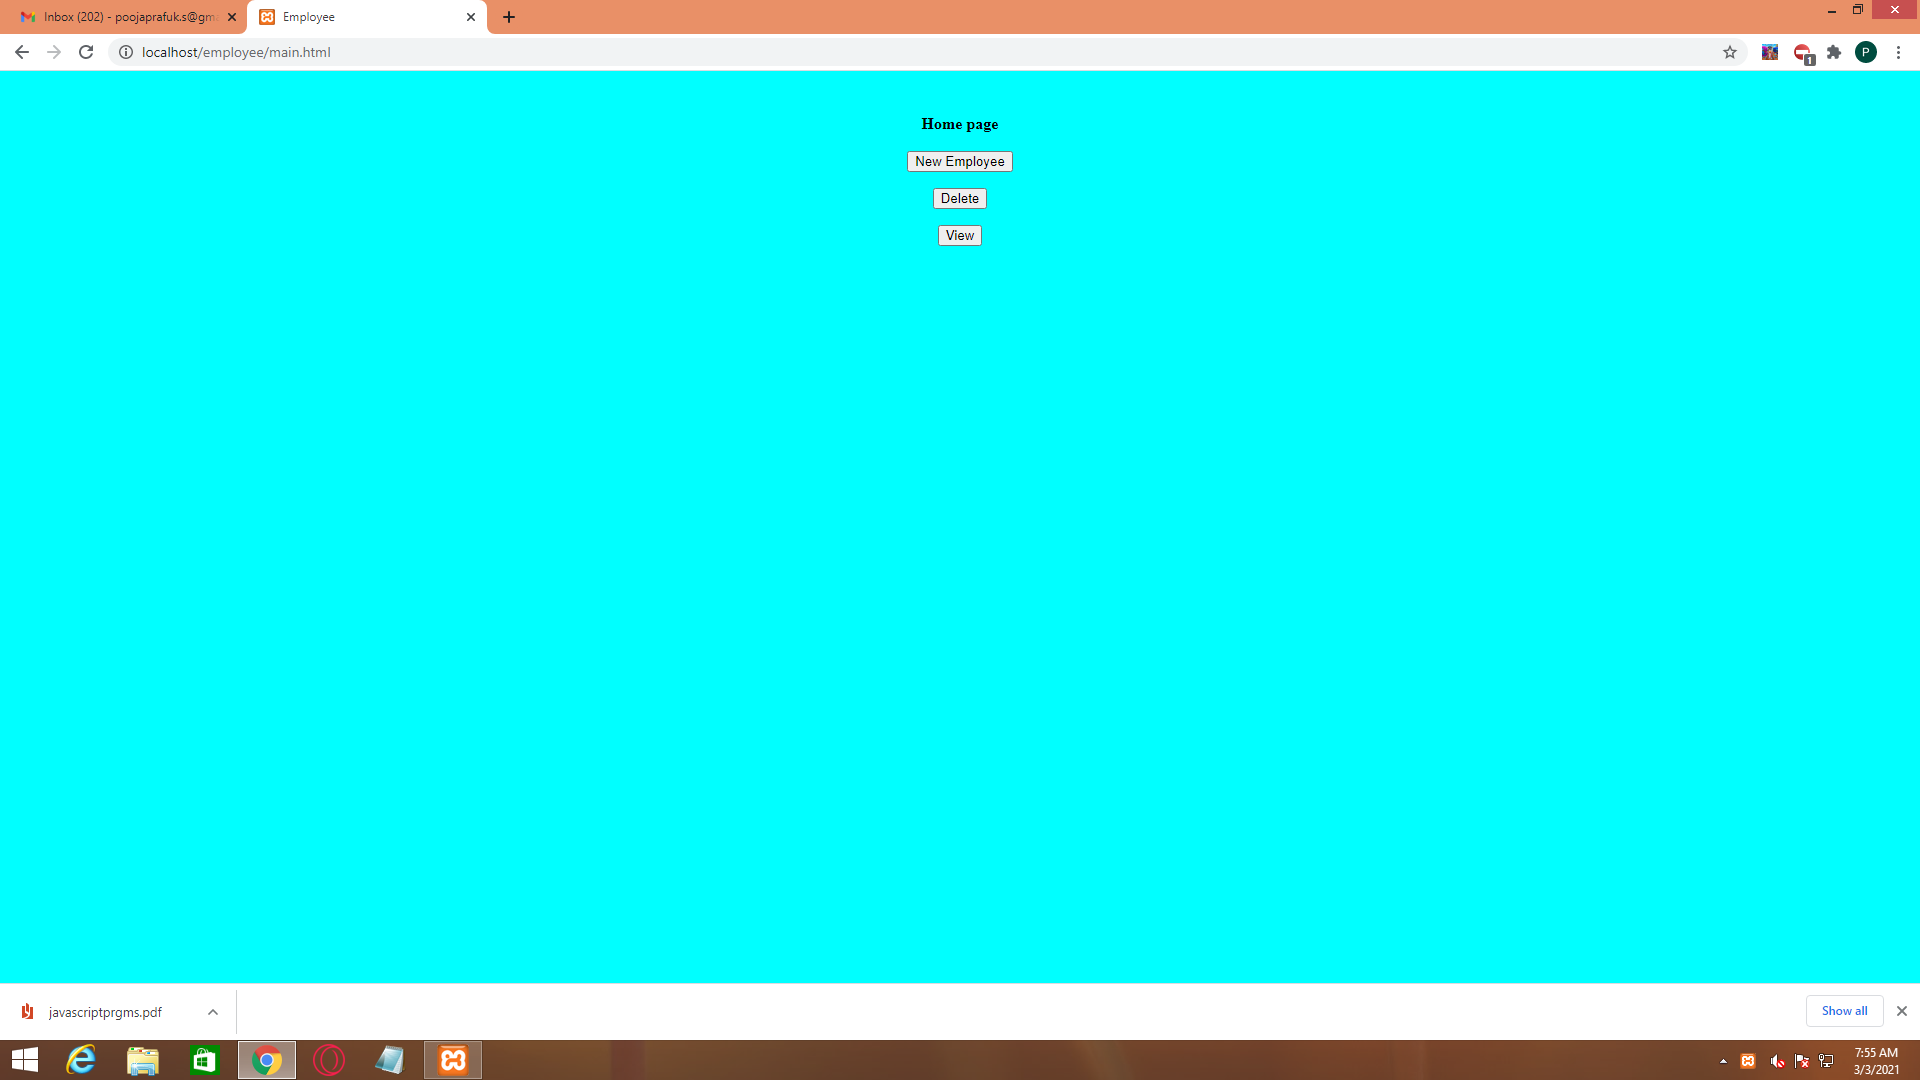 Inbox (202) - poojaprafuk.s@gm
Employee
localhost/employee/main.html
P
1
Home page
New Employee
Delete
View
javascriptprgms.pdf
Show all
7:55 AM
3/3/2021